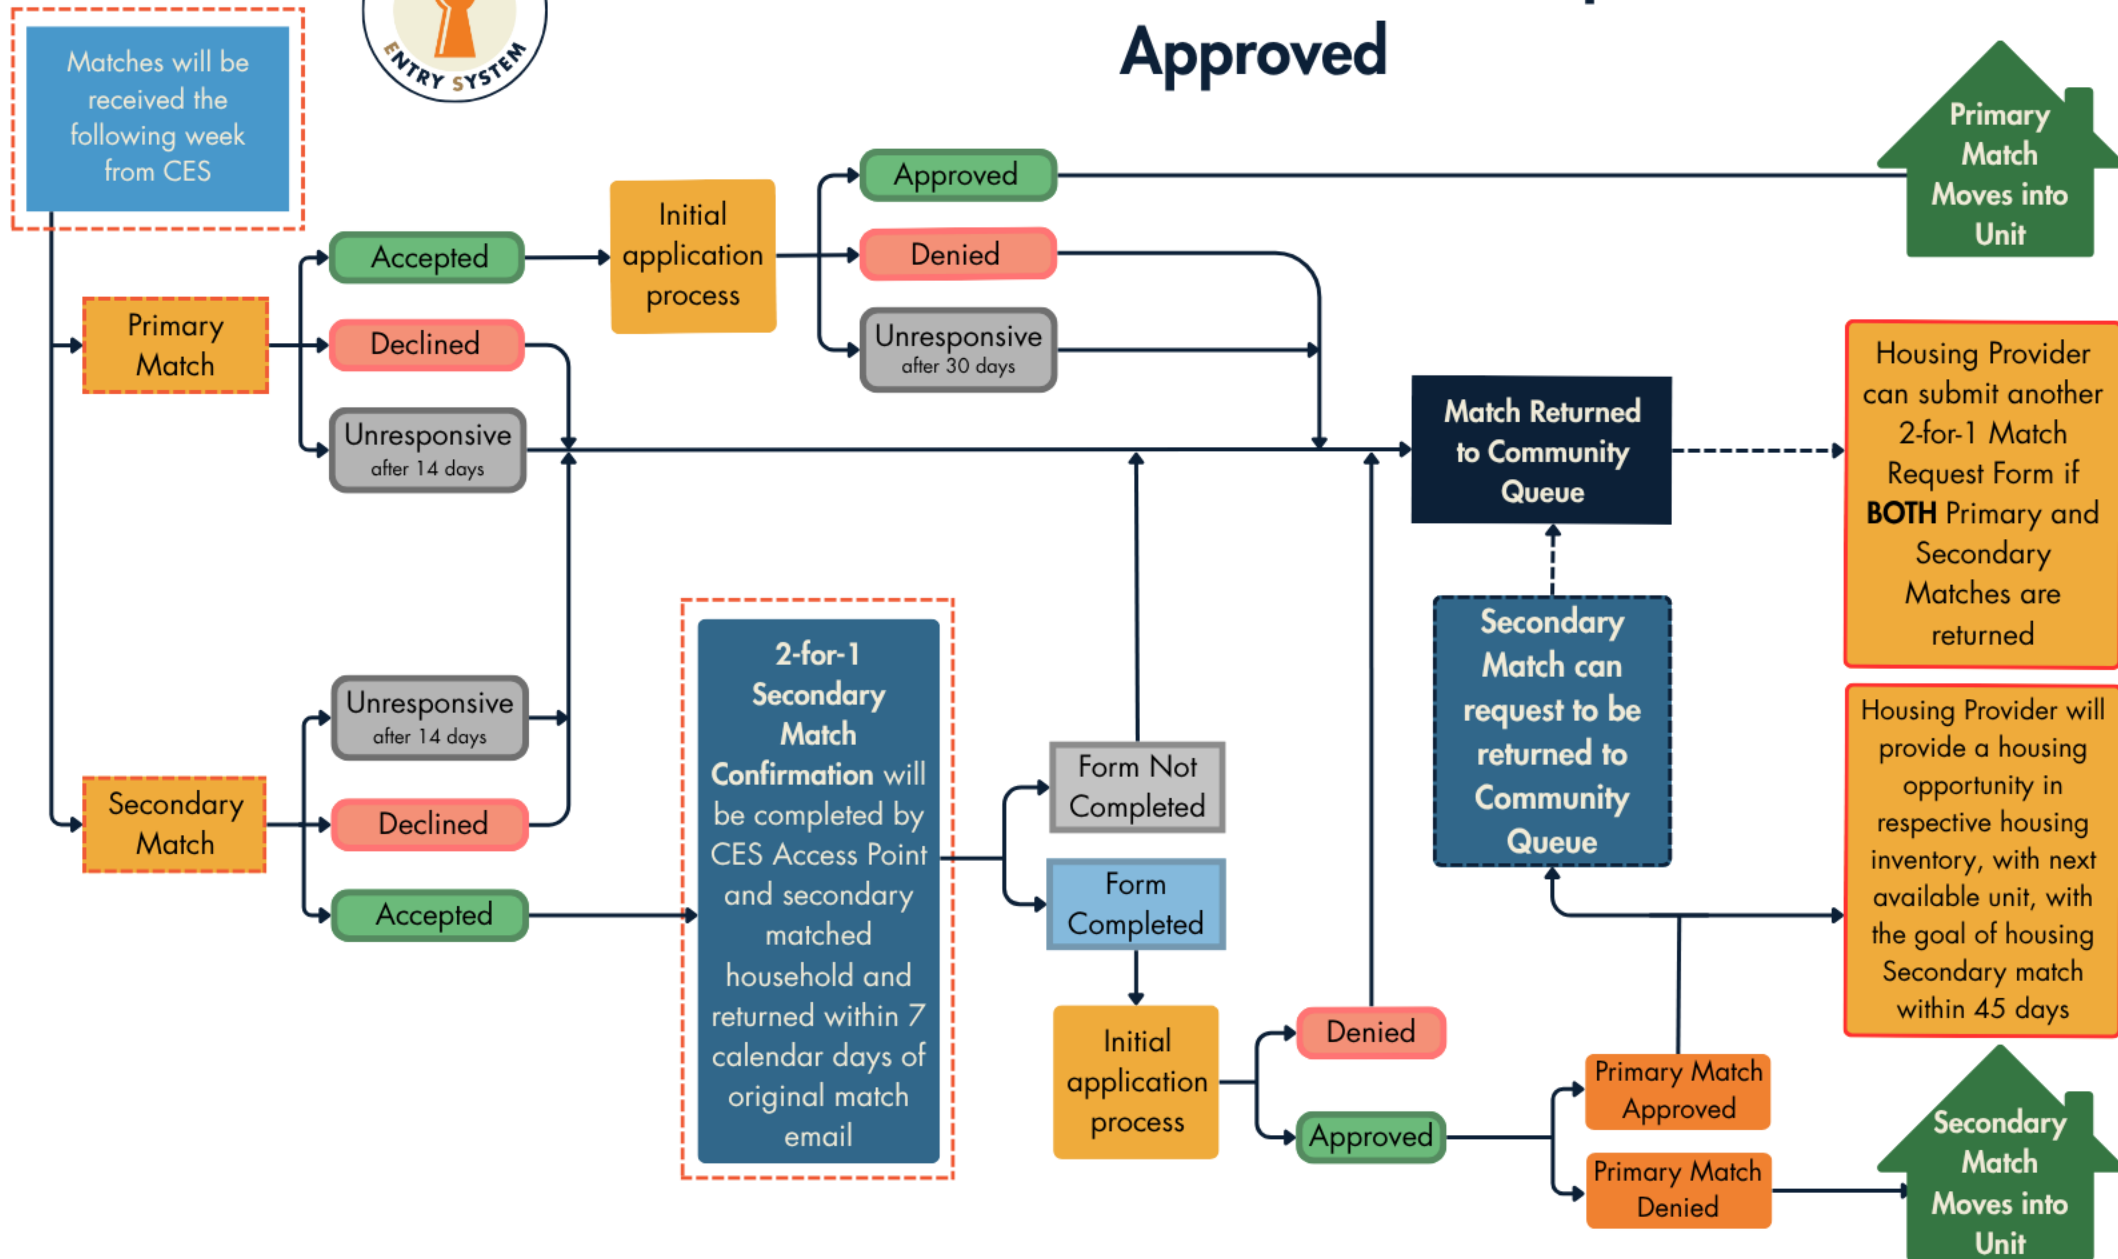 Approved
ENTRY SYSTEM
Matches will be
received the
following week
from CES
Primary
Match
Accepted
Declined
Unresponsive
after 14 days
Initial
application
process
Approved
Denied
Unresponsive
after 30 days
Primary
Match
Moves into
Unit
Match Returned
to Community
Queue
Housing Provider
can submit another
2-for-1 Match
Request Form if
BOTH Primary and
Secondary
Matches are
returned
Secondary
Match
Unresponsive
after 14 days
Declined
Accepted
2-for-1
Secondary
Match
Confirmation will
be completed by
CES Access Point
and secondary
matched
household and
returned within 7
calendar days of
original match
email
Form Not
Completed
Form
Completed
Initial
application
process
Denied
Approved
Primary Match
Approved
Primary Match
Denied
Secondary
Match can
request to be
returned to
Community
Queue
Housing Provider will
provide a housing
opportunity in
respective housing
inventory, with next
available unit, with
the goal of housing
Secondary match
within 45 days
Secondary
Match
Moves into
Unit